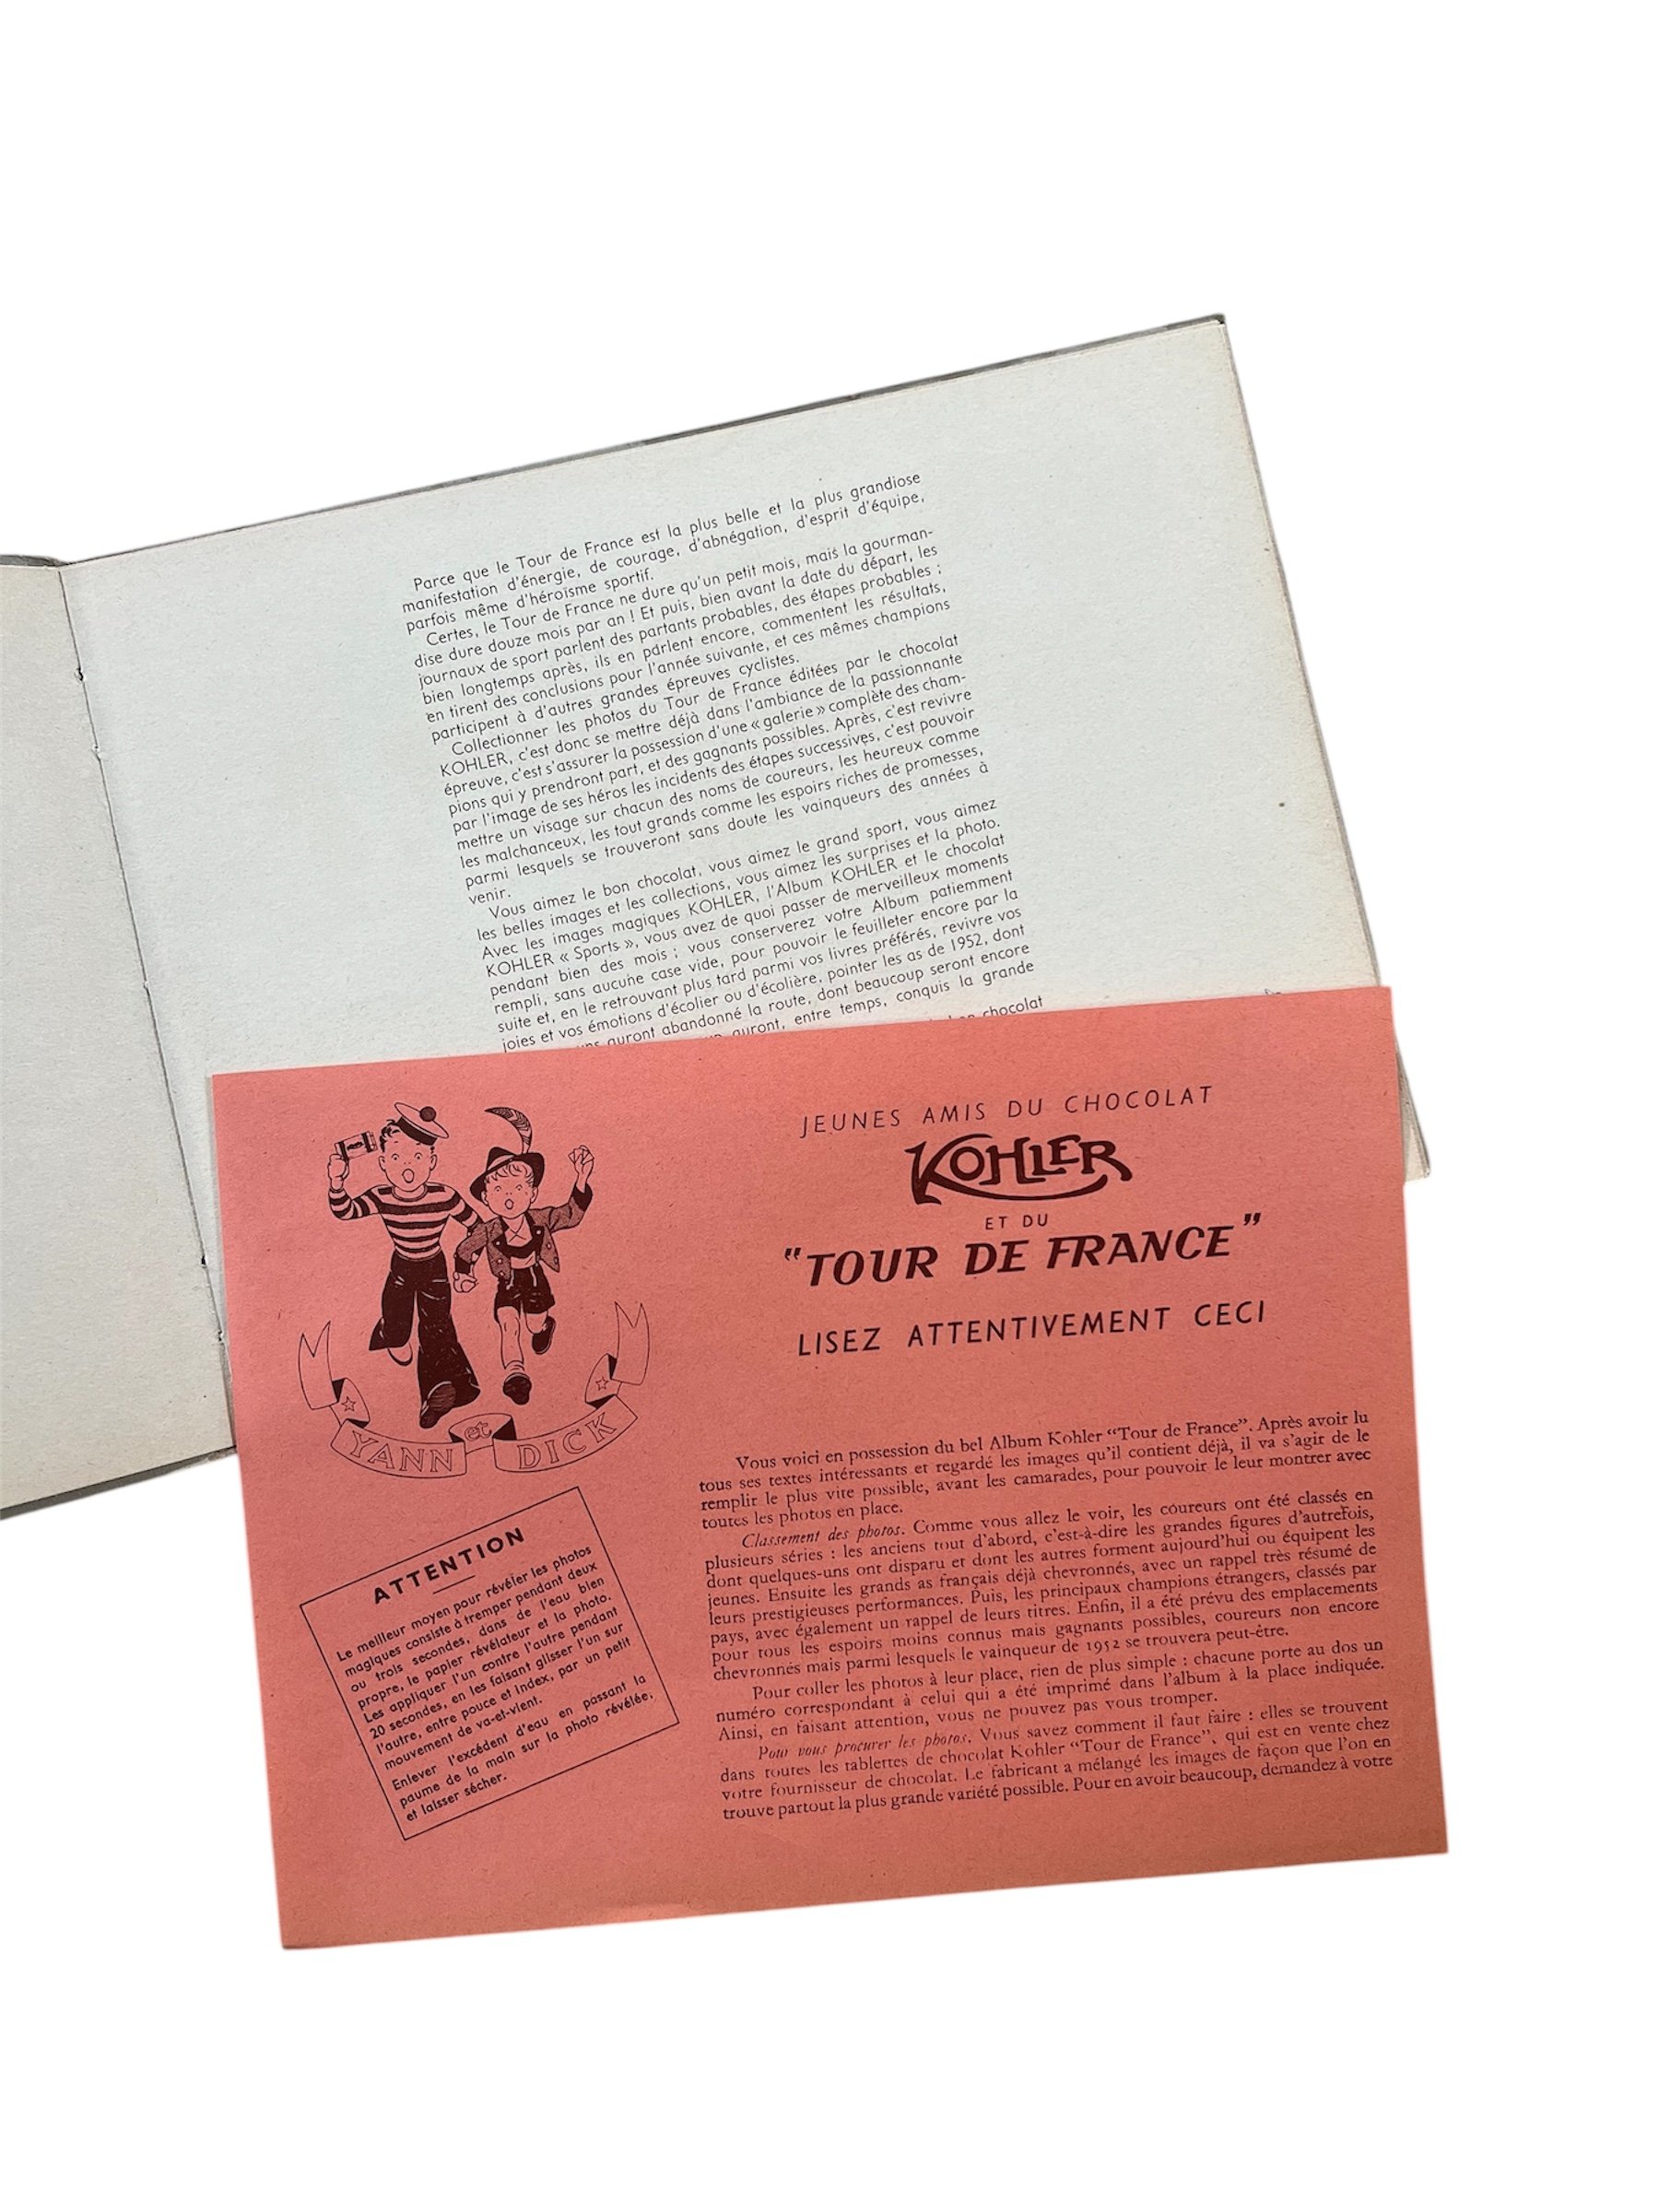 Parce que le Tour de France est la plus belle et la plus grandiose
manifestation d'énergie, de courage, d'abnégation, d'esprit d'équipe,
parfois même d'héroïsme sportif.
Certes, le Tour de France ne dure qu'un petit mois, mais la gourman-
dise dure douze mois par an ! Et puis, bien avant la date du départ, les
journaux de sport parlent des partants probables, des étapes probables ;
bien longtemps après, ils en parlent encore, commentent les résultats,
en tirent des conclusions pour l'année suivante, et ces mêmes champions
participent à d'autres grandes épreuves cyclistes.
Collectionner les photos du Tour de France éditées par le chocolat
KOHLER, c'est donc se mettre déjà dans l'ambiance de la passionnante
épreuve, c'est s'assurer la possession d'une « galerie » complète des cham-
pions qui y prendront part, et des gagnants possibles. Après, c'est revivre
par l'image de ses héros les incidents des étapes successives, c'est pouvoir
mettre un visage sur chacun des noms de coureurs, les heureux comme
les malchanceux, les tout grands comme les espoirs riches de promesses,
parmi lesquels se trouveront sans doute les vainqueurs des années à
venir.
Vous aimez le bon chocolat, vous aimez le grand sport, vous aimez
les belles images et les collections, vous aimez les surprises et la photo.
Avec les images magiques KOHLER, l'Album KOHLER et le chocolat
KOHLER « Sports », vous avez de quoi passer de merveilleux moments
pendant bien des mois ; vous conserverez votre Album patiemment
rempli, sans aucune case vide, pour pouvoir le feuilleter encore par la
suite et, en le retrouvant plus tard parmi vos livres préférés, revivre vos
joies et vos émotions d'écolier ou d'écolière, pointer les as de 1952, dont
auront abandonné la route, dont beaucoup seront encore
auront, entre temps, conquis la grande
chocolat
JEUNES AMIS DU CHOCOLAT
KOHLER
ET DU
"TOUR DE FRANCE"
LISEZ ATTENTIVEMENT CECI
YANN et DICK
ATTENTION
Le meilleur moyen pour révéler les photos
magiques consiste à tremper pendant deux
ou trois secondes, dans de l'eau bien
propre, le papier révélateur et la photo.
Les appliquer l'un contre l'autre pendant
20 secondes, en les faisant glisser l'un sur
l'autre, entre pouce et index, par un petit
mouvement de va-et-vient.
Enlever l'excédent d'eau en passant la
paume de la main sur la photo révélée,
et laisser sécher.
Vous voici en possession du bel Album Kohler "Tour de France". Après avoir lu
tous ses textes intéressants et regardé les images qu'il contient déjà, il va s'agir de le
remplir le plus vite possible, avant les camarades, pour pouvoir le leur montrer avec
toutes les photos en place.
Classement des photos. Comme vous allez le voir, les coureurs ont été classés en
plusieurs séries : les anciens tout d'abord, c'est-à-dire les grandes figures d'autrefois,
dont quelques-uns ont disparu et dont les autres forment aujourd'hui ou équipent les
jeunes. Ensuite les grands as français déjà chevronnés, avec un rappel très résumé de
leurs prestigieuses performances. Puis, les principaux champions étrangers, classés par
pays, avec également un rappel de leurs titres. Enfin, il a été prévu des emplacements
pour tous les espoirs moins connus mais gagnants possibles, coureurs non encore
chevronnés mais parmi lesquels le vainqueur de 1952 se trouvera peut-être.
Pour coller les photos à leur place, rien de plus simple : chacune porte au dos un
numéro correspondant à celui qui a été imprimé dans l'album à la place indiquée.
Ainsi, en faisant attention, vous ne pouvez pas vous tromper.
Pour vous procurer les photos. Vous savez comment il faut faire : elles se trouvent
dans toutes les tablettes de chocolat Kohler "Tour de France", qui est en vente chez
votre fournisseur de chocolat. Le fabricant a mélangé les images de façon que l'on en
trouve partout la plus grande variété possible. Pour en avoir beaucoup, demandez à votre